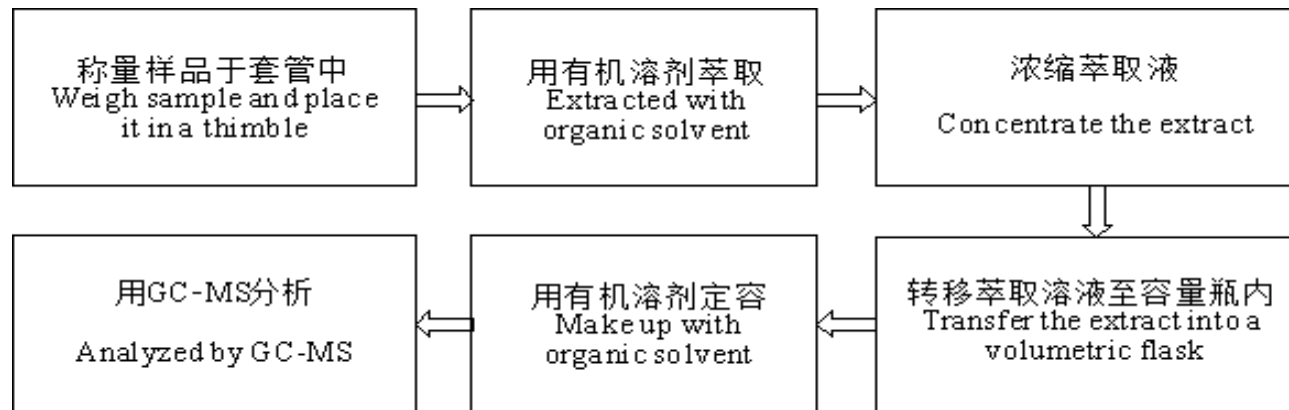 称量样品于套管中
Weigh sample and place
it in a thimble
用有机溶剂萃取
Extracted with
organic solvent
浓缩萃取液
Concentrate the extract
转移萃取溶液至容量瓶内
Transfer the extract into a
volumetric flask
用有机溶剂定容
Make up with
organic solvent
用GC-MS分析
Analyzed by GC-MS